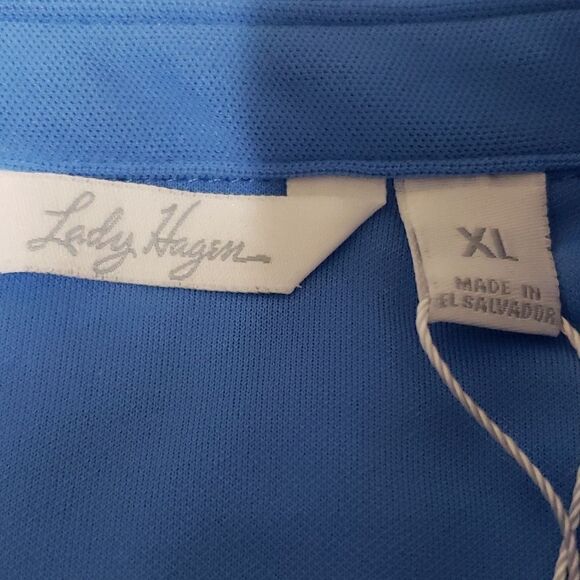 Lady Hagen
XL
MADE IN
EL SALVADOR